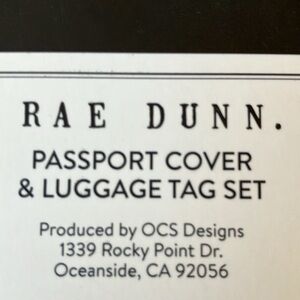 RAE DUNN.
PASSPORT COVER
& LUGGAGE TAG SET
Produced by OCS Designs
1339 Rocky Point Dr.
Oceanside, CA 92056